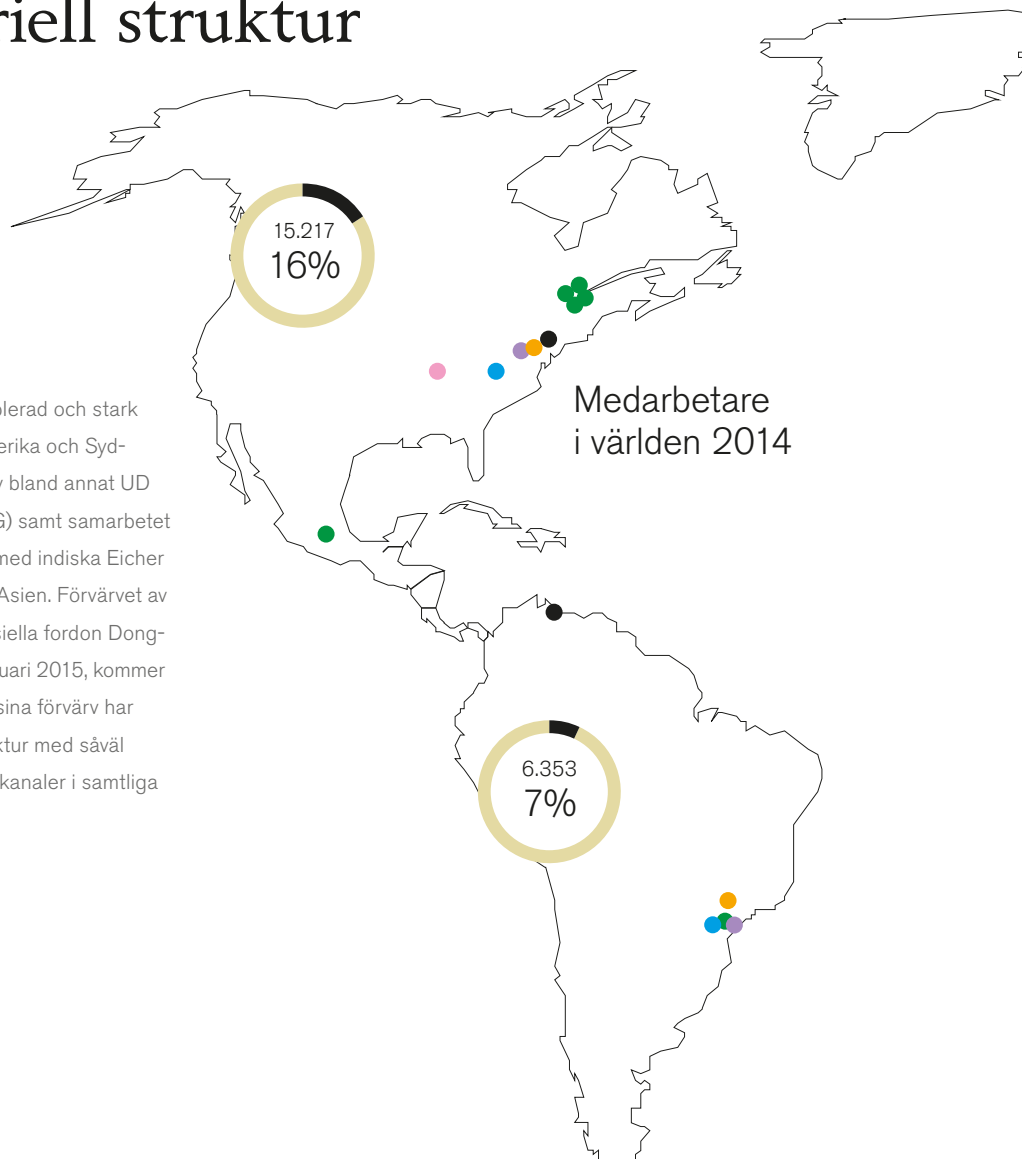 riell struktur
15.217
16%
Medarbetare
i världen 2014
lerad och stark
erika och Syd-
bland annat UD
samt samarbetet
med indiska Eicher
Asien. Förvärvet av
siella fordon Dong-
uari 2015, kommer
sina förvärv har
ktur med såväl
kanaler i samtliga
6.353
7%